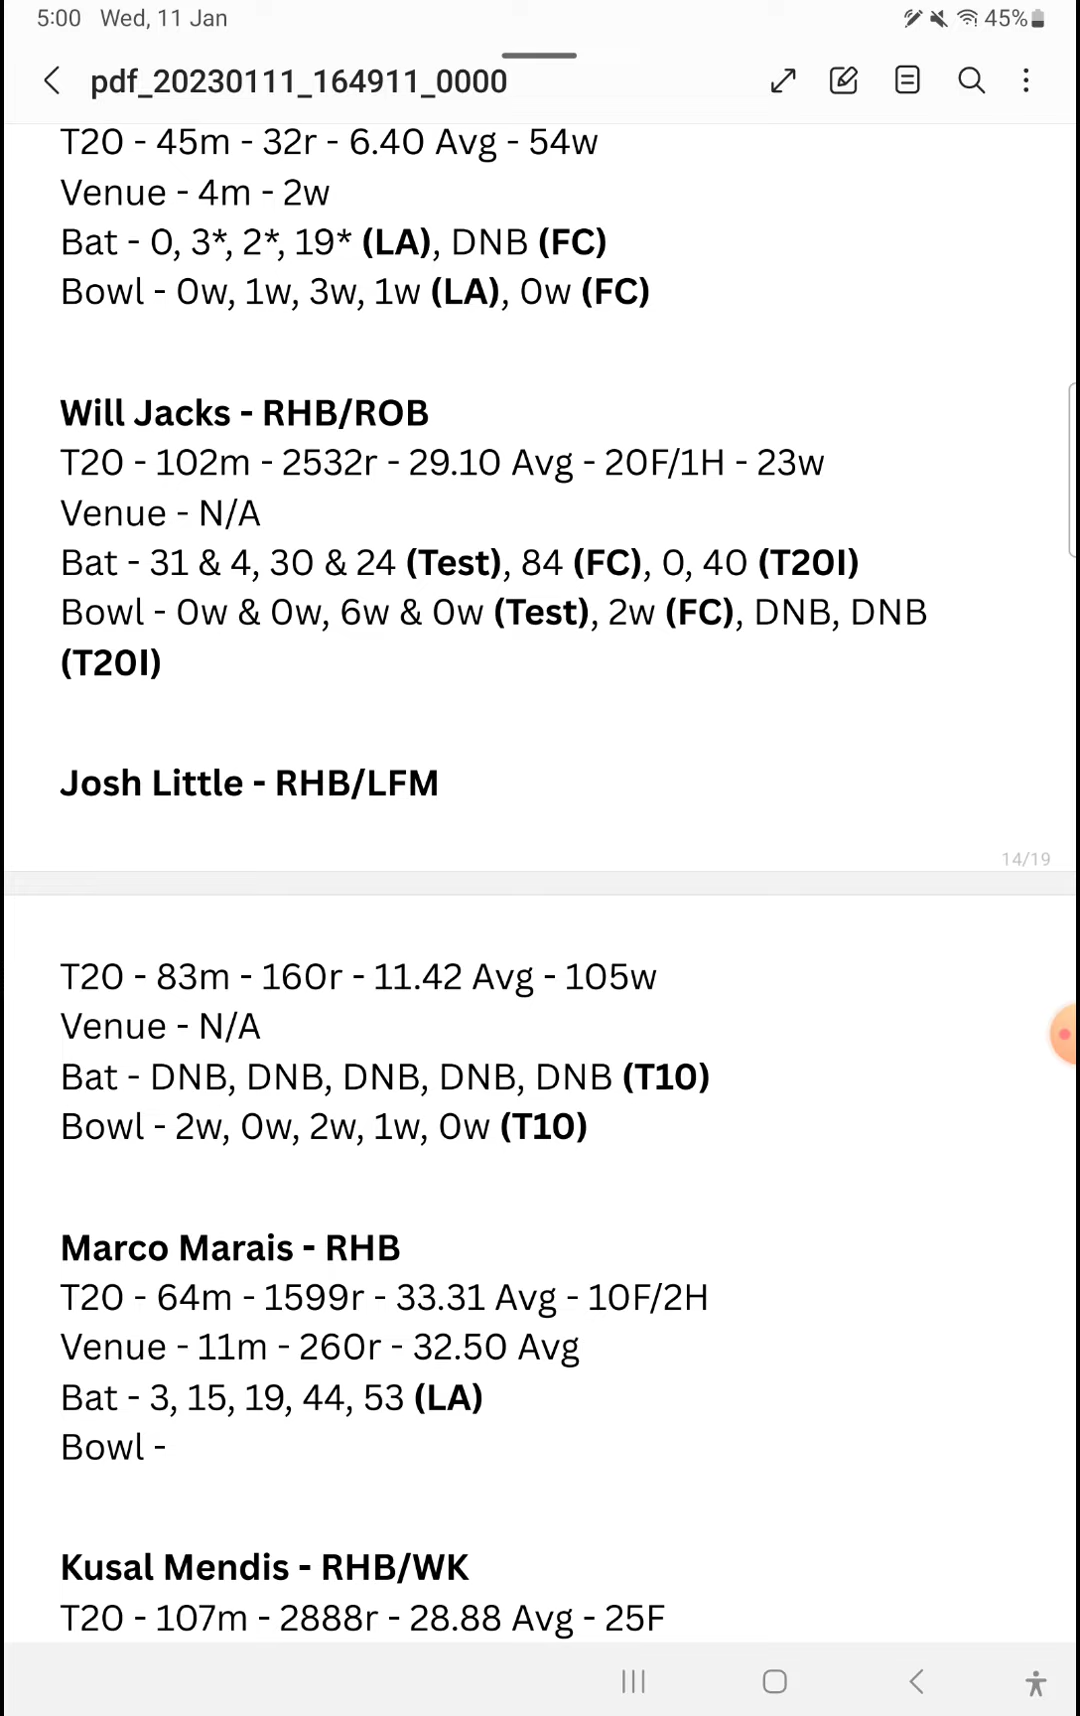 5:00 Wed, 11 Jan 45%
pdf_20230111_164911_0000
T20 - 45m - 32r - 6.40 Avg - 54w
Venue - 4m - 2w
Bat - 0, 3*, 2*, 19* (LA), DNB (FC)
Bowl - 0w, 1w, 3w, 1w (LA), 0w (FC)
Will Jacks - RHB/ROB
T20 - 102m - 2532r - 29.10 Avg - 20F/1H - 23w
Venue - N/A
Bat - 31 & 4, 30 & 24 (Test), 84 (FC), 0, 40 (T20I)
Bowl - 0w & 0w, 6w & 0w (Test), 2w (FC), DNB, DNB
(T20I)
Josh Little - RHB/LFM
14/19
T20 - 83m - 160r - 11.42 Avg - 105w
Venue - N/A
Bat - DNB, DNB, DNB, DNB, DNB (T10)
Bowl - 2w, 0w, 2w, 1w, 0w (T10)
Marco Marais - RHB
T20 - 64m - 1599r - 33.31 Avg - 10F/2H
Venue - 11m - 260r - 32.50 Avg
Bat - 3, 15, 19, 44, 53 (LA)
Bowl -
Kusal Mendis - RHB/WK
T20 - 107m - 2888r - 28.88 Avg - 25F